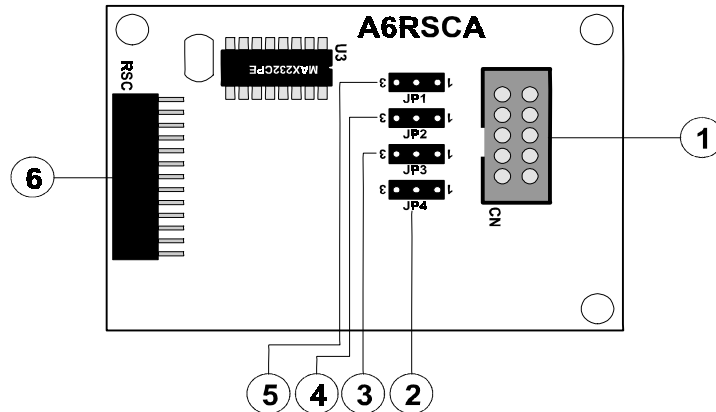 A6RSCA
U3
MAX232CPE
RSC
3 1
JP1
3 1
JP2
3 1
JP3
3 1
JP4
CN
1
6
5 4 3 2